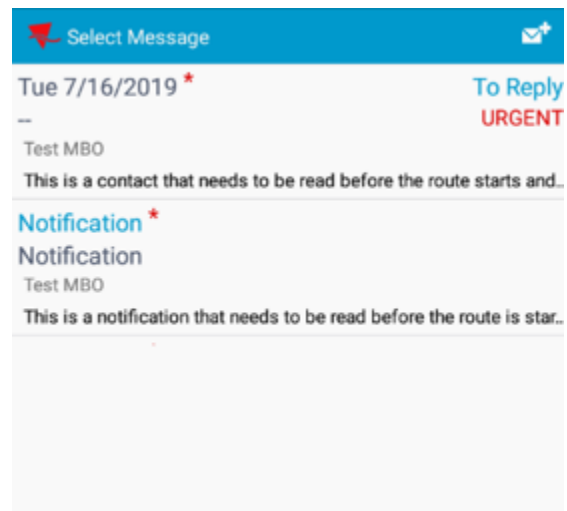 Select Message
Tue 7/16/2019 * To Reply
-- URGENT
Test MBO
This is a contact that needs to be read before the route starts and...
Notification *
Notification
Test MBO
This is a notification that needs to be read before the route is star...